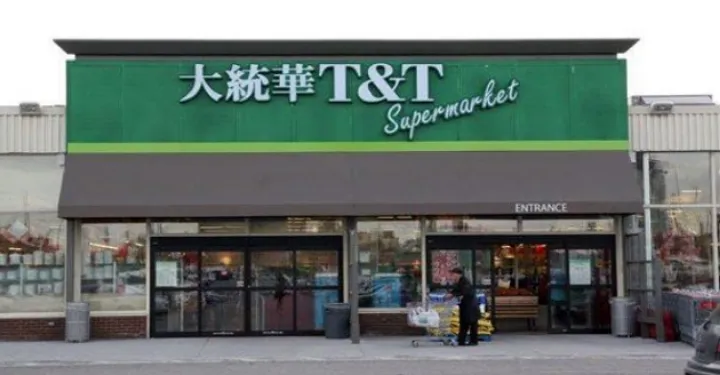 大統華 T&T
Supermarket
ENTRANCE